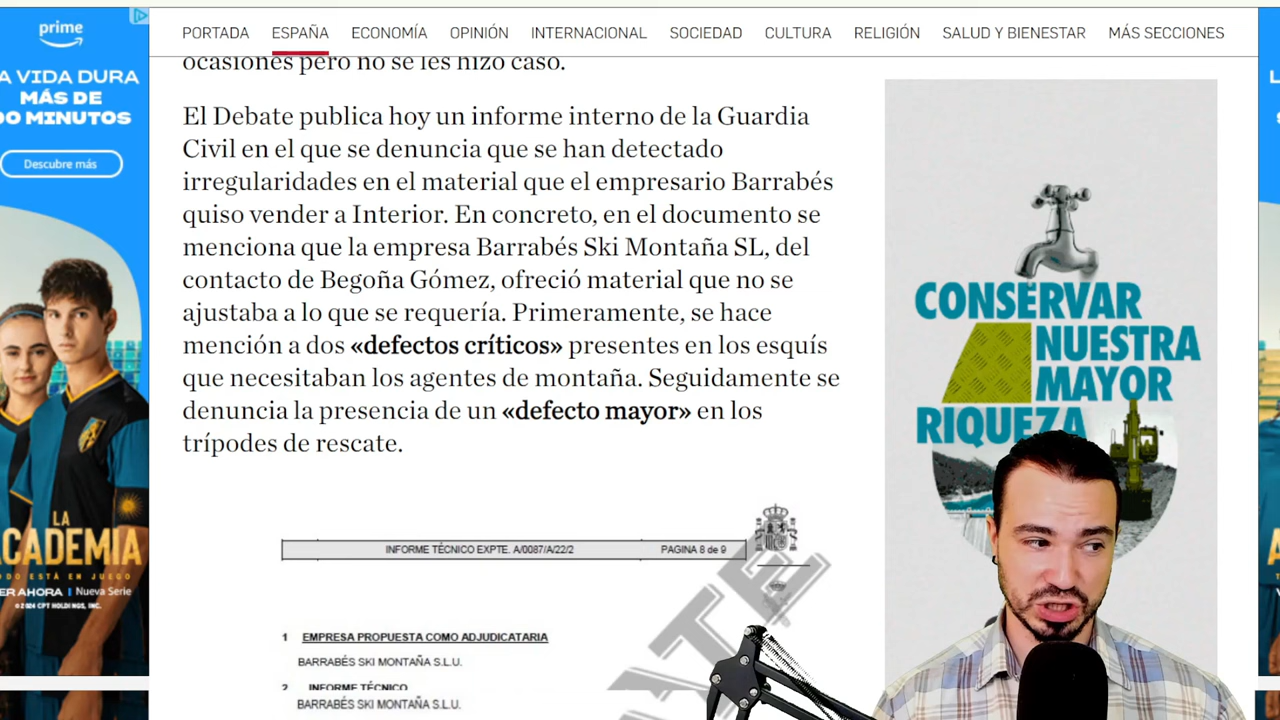 prime
A VIDA DURA
MÁS DE
DO MINUTOS
Descubre más
LA
ACADEMIA
ODO ESTÁ EN JUEGO
VER AHORA | Nueva Serie
©2024 CPT HOLDINGS, INC.
PORTADA ESPAÑA ECONOMÍA OPINIÓN INTERNACIONAL SOCIEDAD CULTURA RELIGIÓN SALUD Y BIENESTAR MÁS SECCIONES
ocasiones pero no se les hizo caso.
El Debate publica hoy un informe interno de la Guardia
Civil en el que se denuncia que se han detectado
irregularidades en el material que el empresario Barrabés
quiso vender a Interior. En concreto, en el documento se
menciona que la empresa Barrabés Ski Montaña SL, del
contacto de Begoña Gómez, ofreció material que no se
ajustaba a lo que se requería. Primeramente, se hace
mención a dos «defectos críticos» presentes en los esquís
que necesitaban los agentes de montaña. Seguidamente se
denuncia la presencia de un «defecto mayor» en los
trípodes de rescate.
INFORME TÉCNICO EXPTE. A/0087/A/22/2 PAGINA 8 de 9
1 EMPRESA PROPUESTA COMO ADJUDICATARIA
BARRABÉS SKI MONTAÑA S.L.U.
2 INFORME TÉCNICO
BARRABÉS SKI MONTAÑA S.L.U.
CONSERVAR
NUESTRA
MAYOR
RIQUEZA